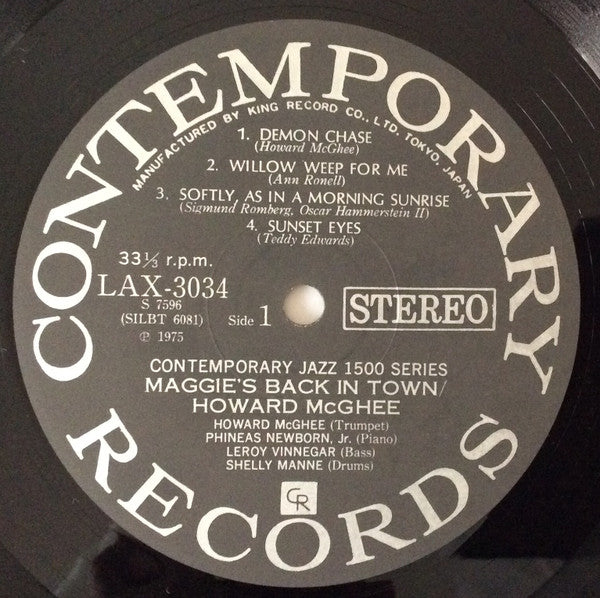 CONTEMPORARY RECORDS
MANUFACTURED BY KING RECORD CO., LTD. TOKYO, JAPAN
1. DEMON CHASE
(Howard McGhee)
2. WILLOW WEEP FOR ME
(Ann Ronell)
3. SOFTLY, AS IN A MORNING SUNRISE
(Sigmund Romberg, Oscar Hammerstein II)
4. SUNSET EYES
(Teddy Edwards)
33⅓ r.p.m.
LAX-3034
S 7596
(SILBT 6081)
Side 1
STEREO
℗ 1975
CONTEMPORARY JAZZ 1500 SERIES
MAGGIE'S BACK IN TOWN/
HOWARD McGHEE
HOWARD McGHEE (Trumpet)
PHINEAS NEWBORN, Jr. (Piano)
LEROY VINNEGAR (Bass)
SHELLY MANNE (Drums)
CR